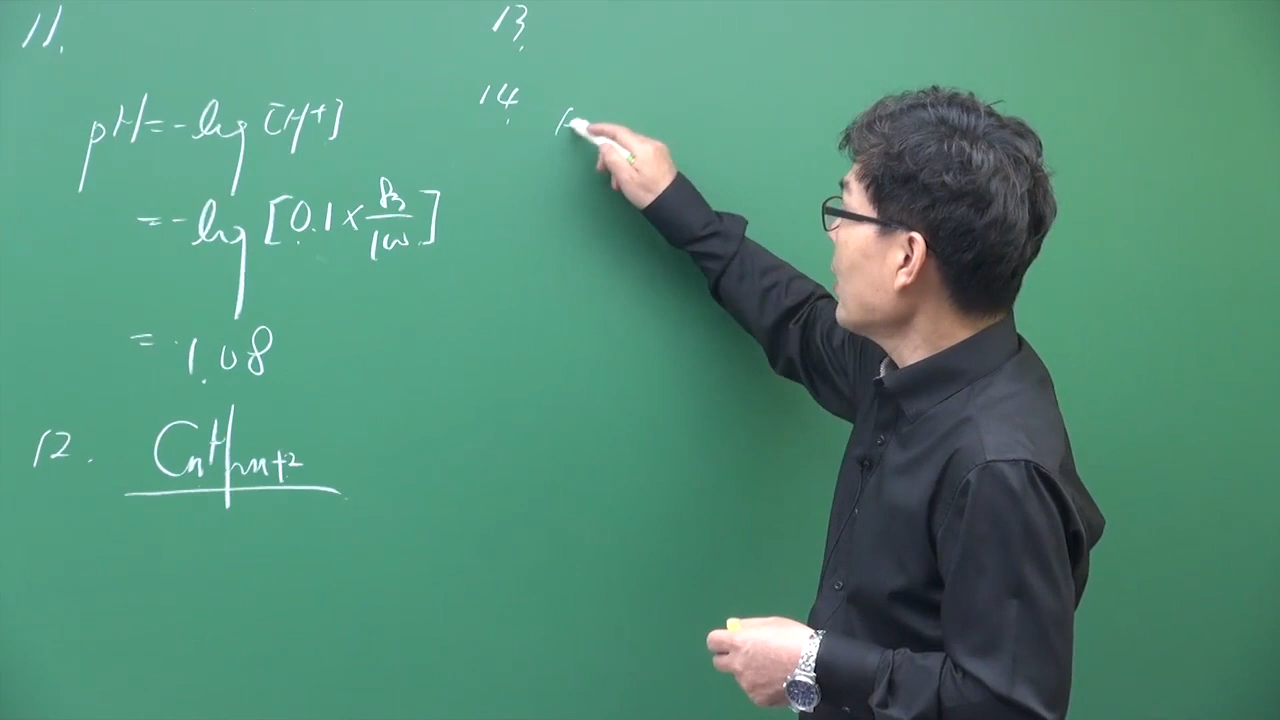 11.
pH = -log [H+]
= -log [0.1 × 83/100]
= 1.08
12. CnH2n+2
13.
14.